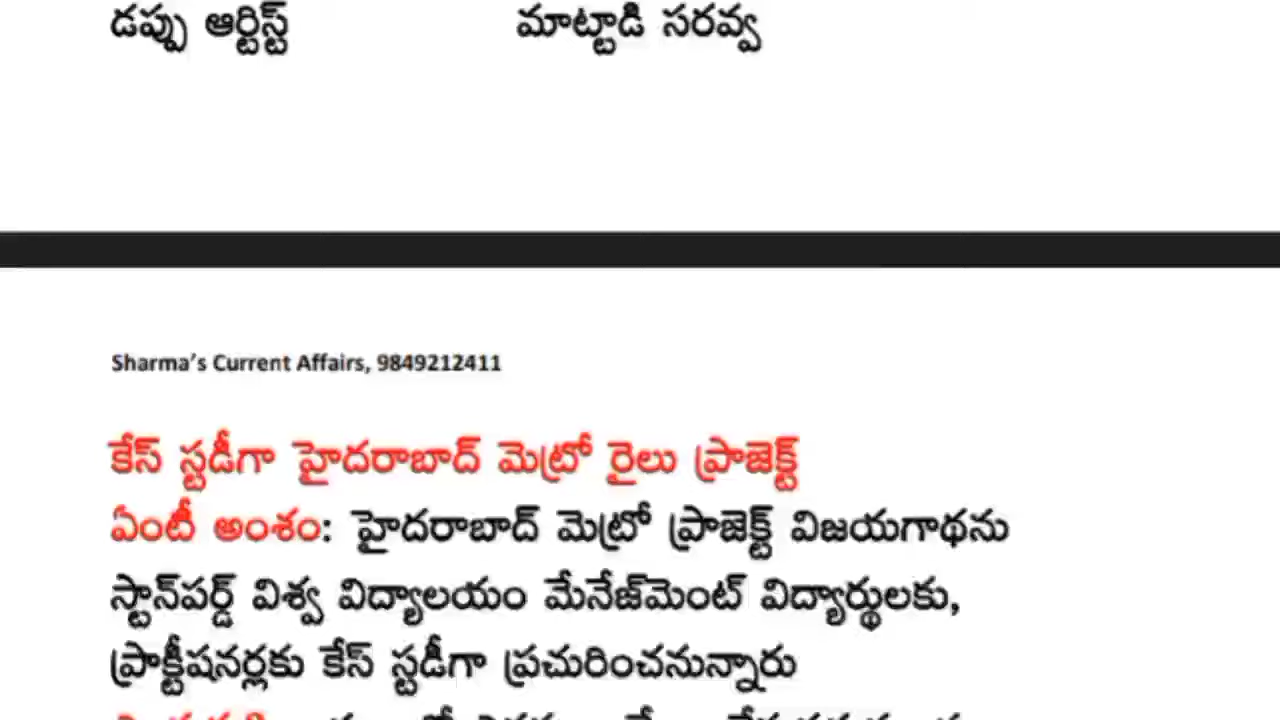 డప్పు ఆర్టిస్ట్ మాట్టాడి సరవ్వ
Sharma's Current Affairs, 9849212411
కేస్ స్టడీగా హైదరాబాద్ మెట్రో రైలు ప్రాజెక్ట్
ఏంటీ అంశం: హైదరాబాద్ మెట్రో ప్రాజెక్ట్ విజయగాథను
స్టాన్‌పర్డ్ విశ్వ విద్యాలయం మేనేజ్‌మెంట్ విద్యార్థులకు,
ప్రాక్టీషనర్లకు కేస్ స్టడీగా ప్రచురించనున్నారు